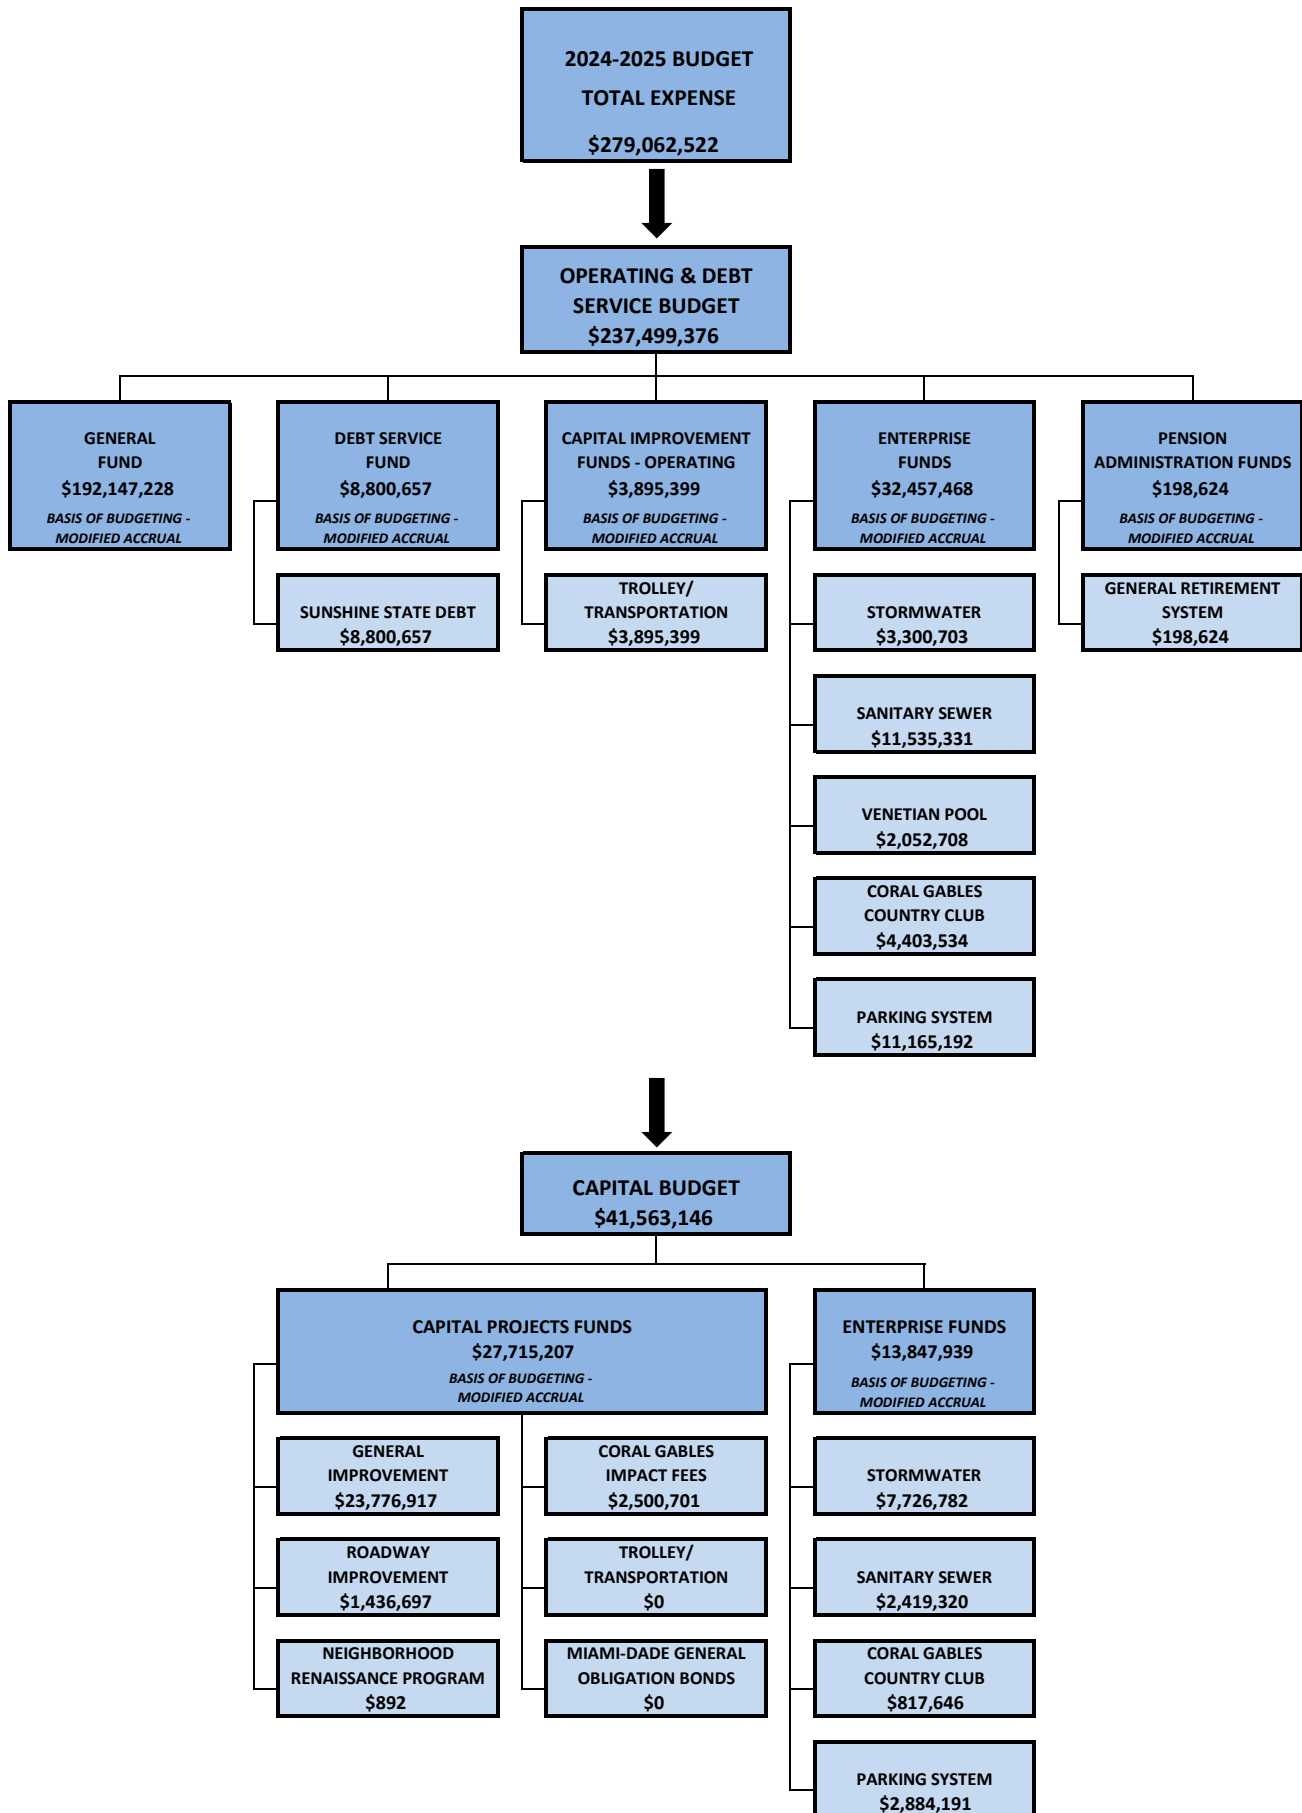 2024-2025 BUDGET
TOTAL EXPENSE
$279,062,522
OPERATING & DEBT
SERVICE BUDGET
$237,499,376
GENERAL
FUND
$192,147,228
BASIS OF BUDGETING -
MODIFIED ACCRUAL
DEBT SERVICE
FUND
$8,800,657
BASIS OF BUDGETING -
MODIFIED ACCRUAL
SUNSHINE STATE DEBT
$8,800,657
CAPITAL IMPROVEMENT
FUNDS - OPERATING
$3,895,399
BASIS OF BUDGETING -
MODIFIED ACCRUAL
TROLLEY/
TRANSPORTATION
$3,895,399
ENTERPRISE
FUNDS
$32,457,468
BASIS OF BUDGETING -
MODIFIED ACCRUAL
STORMWATER
$3,300,703
SANITARY SEWER
$11,535,331
VENETIAN POOL
$2,052,708
CORAL GABLES
COUNTRY CLUB
$4,403,534
PARKING SYSTEM
$11,165,192
PENSION
ADMINISTRATION FUNDS
$198,624
BASIS OF BUDGETING -
MODIFIED ACCRUAL
GENERAL RETIREMENT
SYSTEM
$198,624
CAPITAL BUDGET
$41,563,146
CAPITAL PROJECTS FUNDS
$27,715,207
BASIS OF BUDGETING -
MODIFIED ACCRUAL
GENERAL
IMPROVEMENT
$23,776,917
ROADWAY
IMPROVEMENT
$1,436,697
NEIGHBORHOOD
RENAISSANCE PROGRAM
$892
CORAL GABLES
IMPACT FEES
$2,500,701
TROLLEY/
TRANSPORTATION
$0
MIAMI-DADE GENERAL
OBLIGATION BONDS
$0
ENTERPRISE FUNDS
$13,847,939
BASIS OF BUDGETING -
MODIFIED ACCRUAL
STORMWATER
$7,726,782
SANITARY SEWER
$2,419,320
CORAL GABLES
COUNTRY CLUB
$817,646
PARKING SYSTEM
$2,884,191